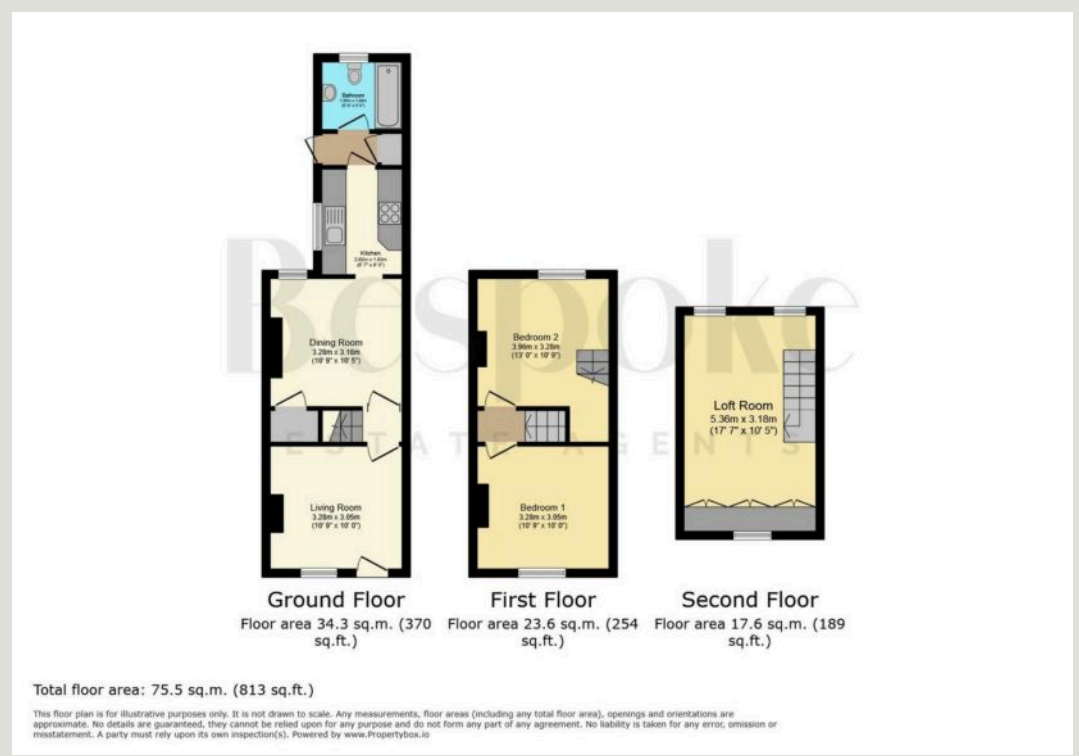 Bathroom
Kitchen
Dining Room
3.28m x 3.18m
(10' 9" x 10' 5")
Living Room
3.28m x 3.05m
(10' 9" x 10' 0")
Ground Floor
Floor area 34.3 sq.m. (370
sq.ft.)
Bedroom 2
3.96m x 3.28m
(13' 0" x 10' 9")
Bedroom 1
3.28m x 3.05m
(10' 9" x 10' 0")
First Floor
Floor area 23.6 sq.m. (254
sq.ft.)
Loft Room
5.36m x 3.18m
(17' 7" x 10' 5")
Second Floor
Floor area 17.6 sq.m. (189
sq.ft.)
Bespoke
ESTATE AGENTS
Total floor area: 75.5 sq.m. (813 sq.ft.)
This floor plan is for illustrative purposes only. It is not drawn to scale. Any measurements, floor areas (including any total floor area), openings and orientations are
approximate. No details are guaranteed, they cannot be relied upon for any purpose and do not form any part of any agreement. No liability is taken for any error, omission or
misstatement. A party must rely upon its own inspection(s). Powered by www.Propertybox.io